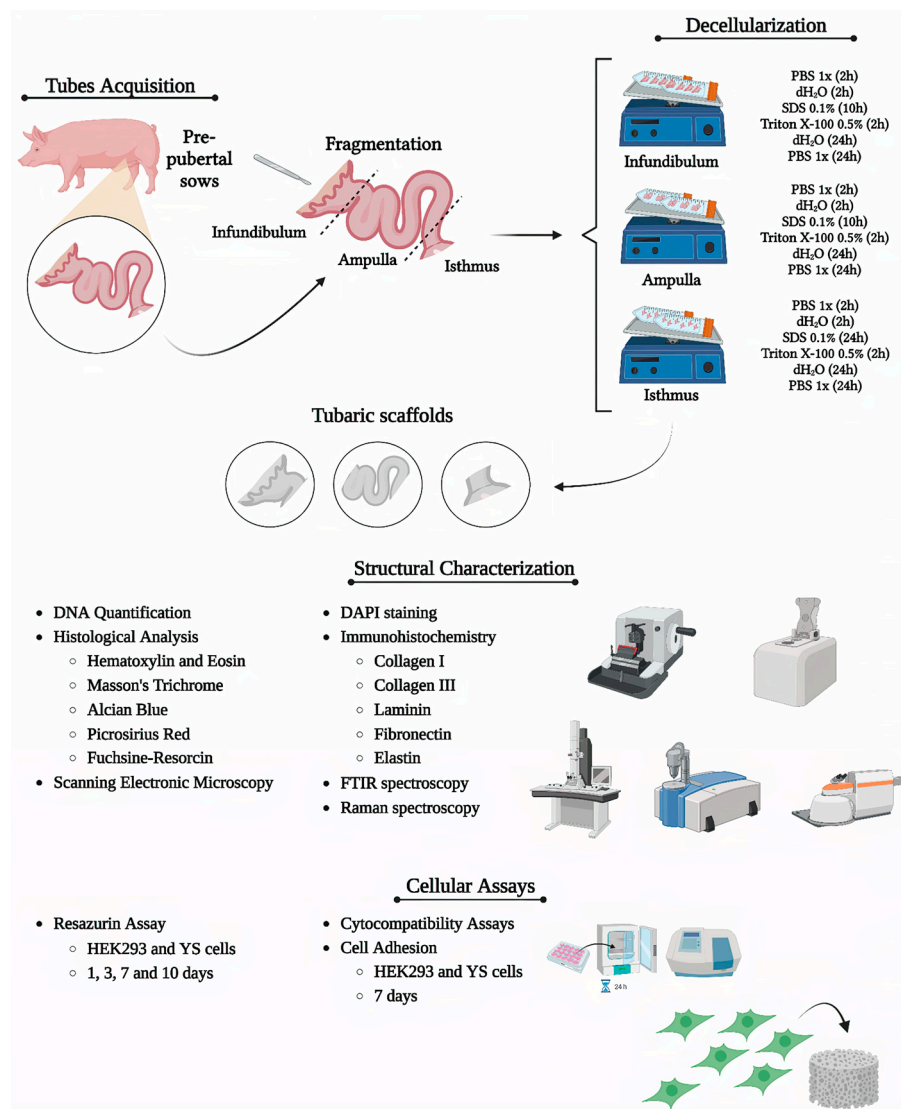 Tubes Acquisition
Pre-
pubertal
sows
Fragmentation
Infundibulum
Ampulla
Isthmus
Decellularization
PBS 1x (2h)
dH₂O (2h)
SDS 0.1% (10h)
Triton X-100 0.5% (2h)
dH₂O (24h)
PBS 1x (24h)
Infundibulum
PBS 1x (2h)
dH₂O (2h)
SDS 0.1% (10h)
Triton X-100 0.5% (2h)
dH₂O (24h)
PBS 1x (24h)
Ampulla
PBS 1x (2h)
dH₂O (2h)
SDS 0.1% (24h)
Triton X-100 0.5% (2h)
dH₂O (24h)
PBS 1x (24h)
Isthmus
Tubaric scaffolds
Structural Characterization
• DNA Quantification
• Histological Analysis
◦ Hematoxylin and Eosin
◦ Masson's Trichrome
◦ Alcian Blue
◦ Picrosirius Red
◦ Fuchsine-Resorcin
• Scanning Electronic Microscopy
• DAPI staining
• Immunohistochemistry
◦ Collagen I
◦ Collagen III
◦ Laminin
◦ Fibronectin
◦ Elastin
• FTIR spectroscopy
• Raman spectroscopy
Cellular Assays
• Resazurin Assay
◦ HEK293 and YS cells
◦ 1, 3, 7 and 10 days
• Cytocompatibility Assays
• Cell Adhesion
◦ HEK293 and YS cells
◦ 7 days
24 h